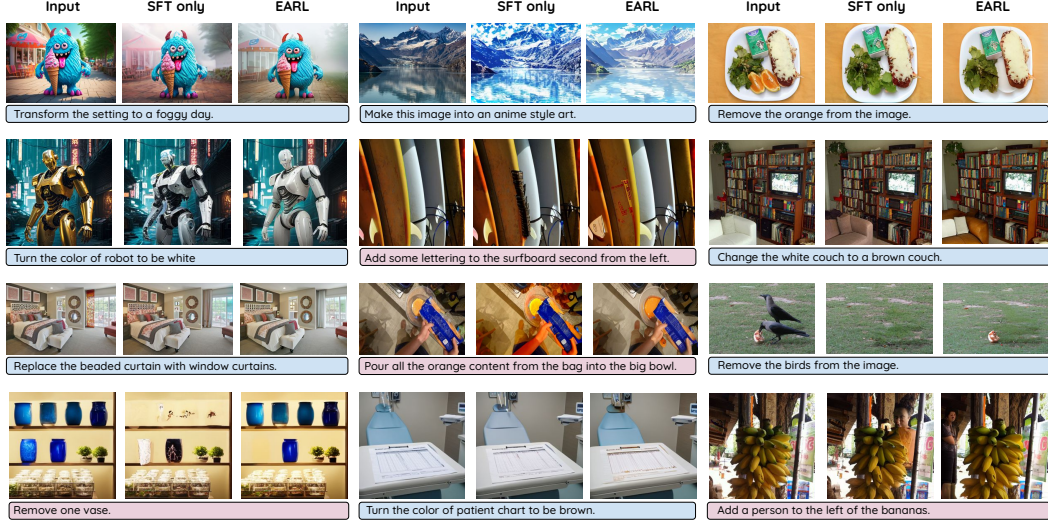 Input SFT only EARL Input SFT only EARL Input SFT only EARL
Transform the setting to a foggy day.
Make this image into an anime style art.
Remove the orange from the image.
Turn the color of robot to be white
Add some lettering to the surfboard second from the left.
Change the white couch to a brown couch.
Replace the beaded curtain with window curtains.
Pour all the orange content from the bag into the big bowl.
Remove the birds from the image.
Remove one vase.
Turn the color of patient chart to be brown.
Add a person to the left of the bananas.